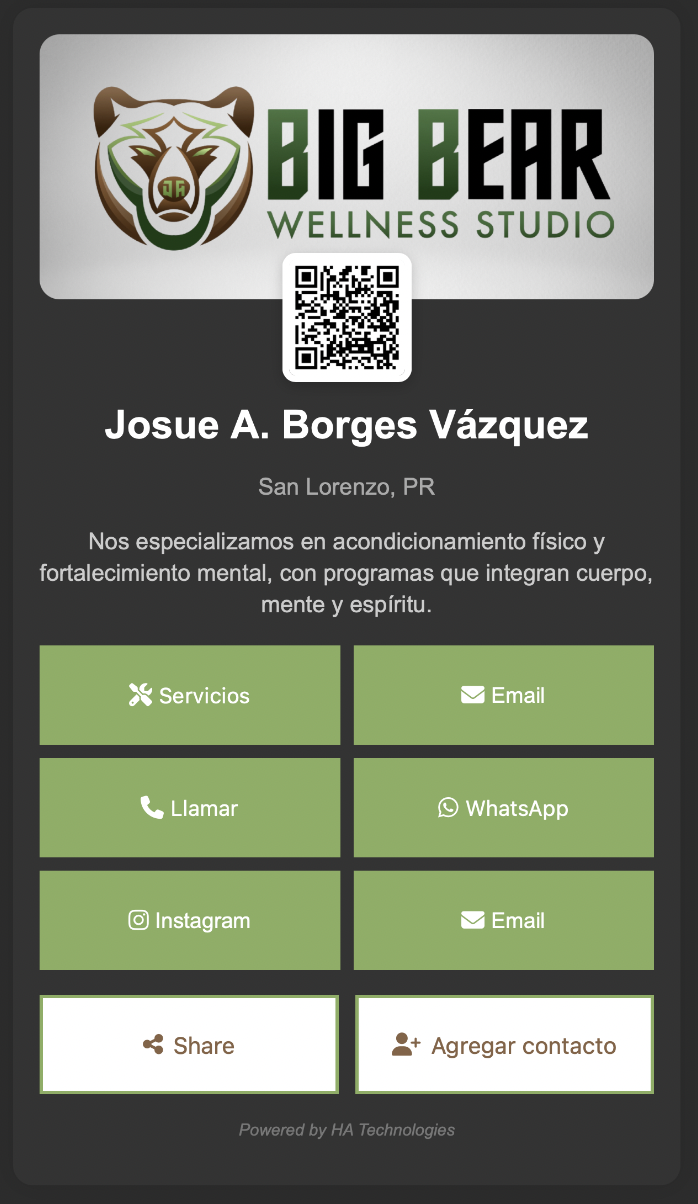 BIG BEAR
WELLNESS STUDIO
Josue A. Borges Vázquez
San Lorenzo, PR
Nos especializamos en acondicionamiento físico y
fortalecimiento mental, con programas que integran cuerpo,
mente y espíritu.
Servicios
Email
Llamar
WhatsApp
Instagram
Email
Share
Agregar contacto
Powered by HA Technologies